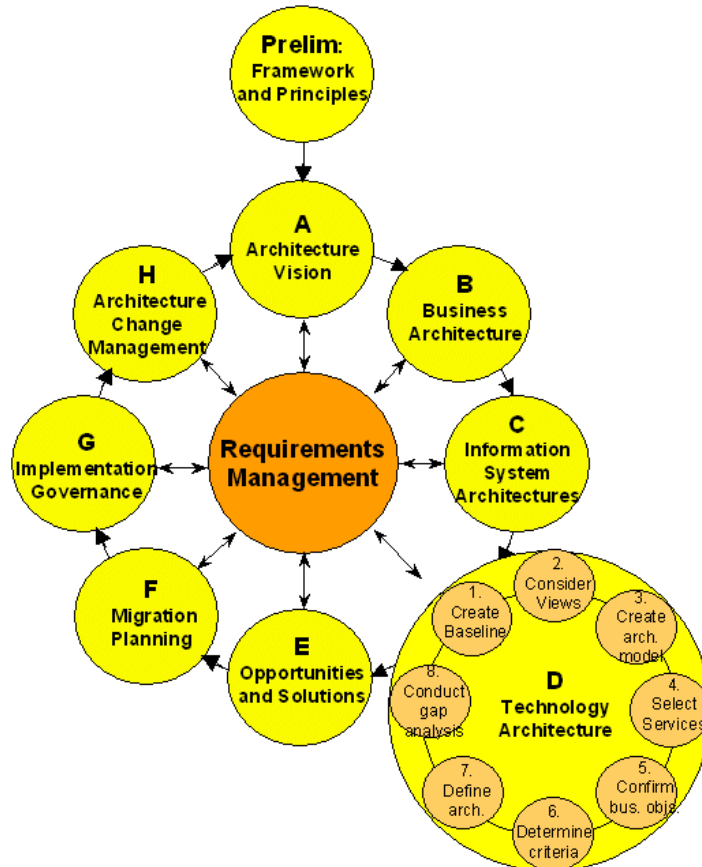 Prelim:
Framework
and Principles
A
Architecture
Vision
B
Business
Architecture
C
Information
System
Architectures
D
Technology
Architecture
1.
Create
Baseline
2.
Consider
Views
3.
Create
arch.
model
4.
Select
Services
5.
Confirm
bus. objs.
6.
Determine
criteria
7.
Define
arch.
8.
Conduct
gap
analysis
E
Opportunities
and Solutions
F
Migration
Planning
G
Implementation
Governance
H
Architecture
Change
Management
Requirements
Management